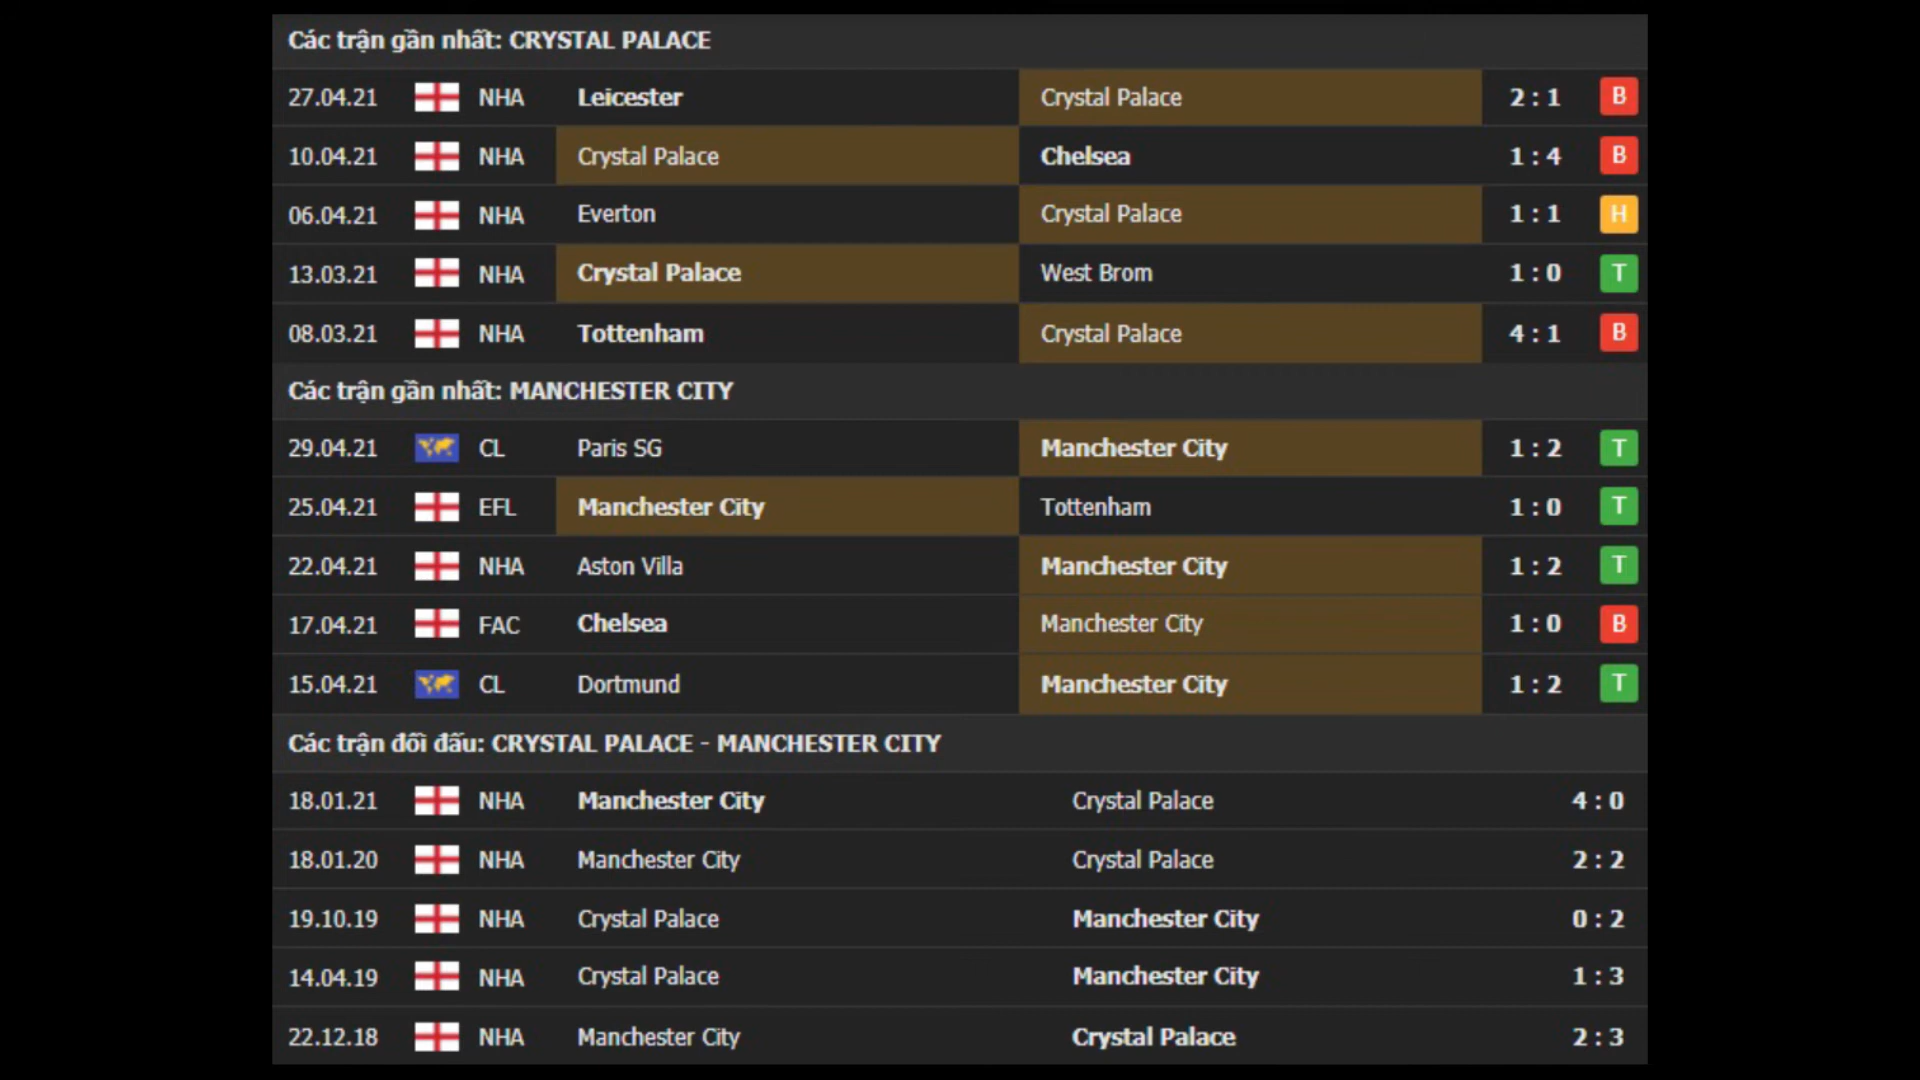 Các trận gần nhất: CRYSTAL PALACE
27.04.21 NHA Leicester Crystal Palace 2 : 1 B
10.04.21 NHA Crystal Palace Chelsea 1 : 4 B
06.04.21 NHA Everton Crystal Palace 1 : 1 H
13.03.21 NHA Crystal Palace West Brom 1 : 0 T
08.03.21 NHA Tottenham Crystal Palace 4 : 1 B
Các trận gần nhất: MANCHESTER CITY
29.04.21 CL Paris SG Manchester City 1 : 2 T
25.04.21 EFL Manchester City Tottenham 1 : 0 T
22.04.21 NHA Aston Villa Manchester City 1 : 2 T
17.04.21 FAC Chelsea Manchester City 1 : 0 B
15.04.21 CL Dortmund Manchester City 1 : 2 T
Các trận đối đấu: CRYSTAL PALACE - MANCHESTER CITY
18.01.21 NHA Manchester City Crystal Palace 4 : 0
18.01.20 NHA Manchester City Crystal Palace 2 : 2
19.10.19 NHA Crystal Palace Manchester City 0 : 2
14.04.19 NHA Crystal Palace Manchester City 1 : 3
22.12.18 NHA Manchester City Crystal Palace 2 : 3